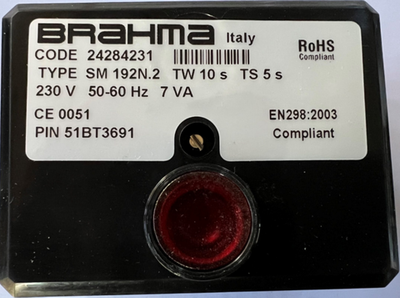 BRAHMA Italy
RoHS
Compliant
CODE 24284231
TYPE SM 192N.2 TW 10 s TS 5 s
230 V 50-60 Hz 7 VA
CE 0051
EN298:2003
PIN 51BT3691
Compliant